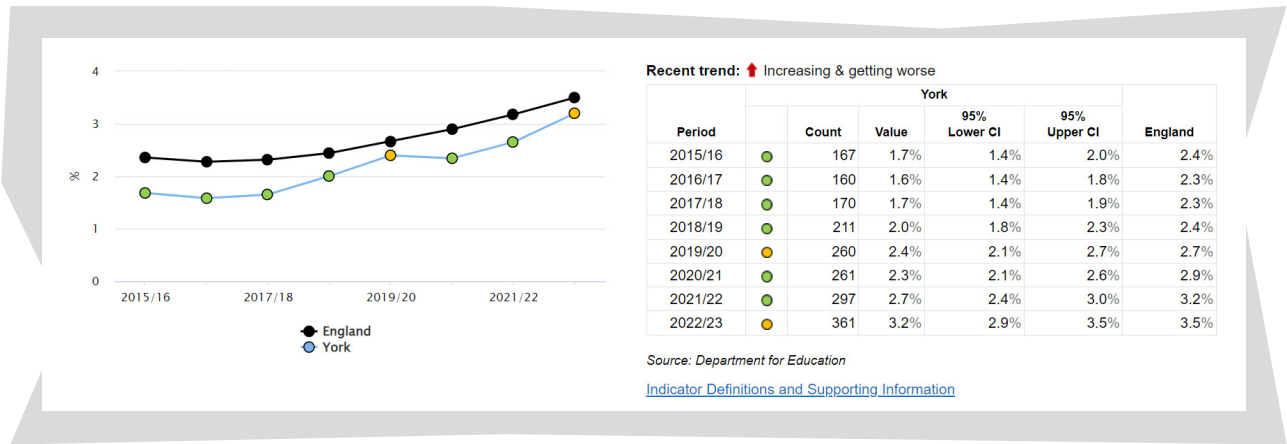 4
3
2
1
0
%
2015/16 2017/18 2019/20 2021/22
England
York
Recent trend: Increasing & getting worse
York
Period Count Value 95% Lower CI 95% Upper CI England
2015/16 167 1.7% 1.4% 2.0% 2.4%
2016/17 160 1.6% 1.4% 1.8% 2.3%
2017/18 170 1.7% 1.4% 1.9% 2.3%
2018/19 211 2.0% 1.8% 2.3% 2.4%
2019/20 260 2.4% 2.1% 2.7% 2.7%
2020/21 261 2.3% 2.1% 2.6% 2.9%
2021/22 297 2.7% 2.4% 3.0% 3.2%
2022/23 361 3.2% 2.9% 3.5% 3.5%
Source: Department for Education
Indicator Definitions and Supporting Information